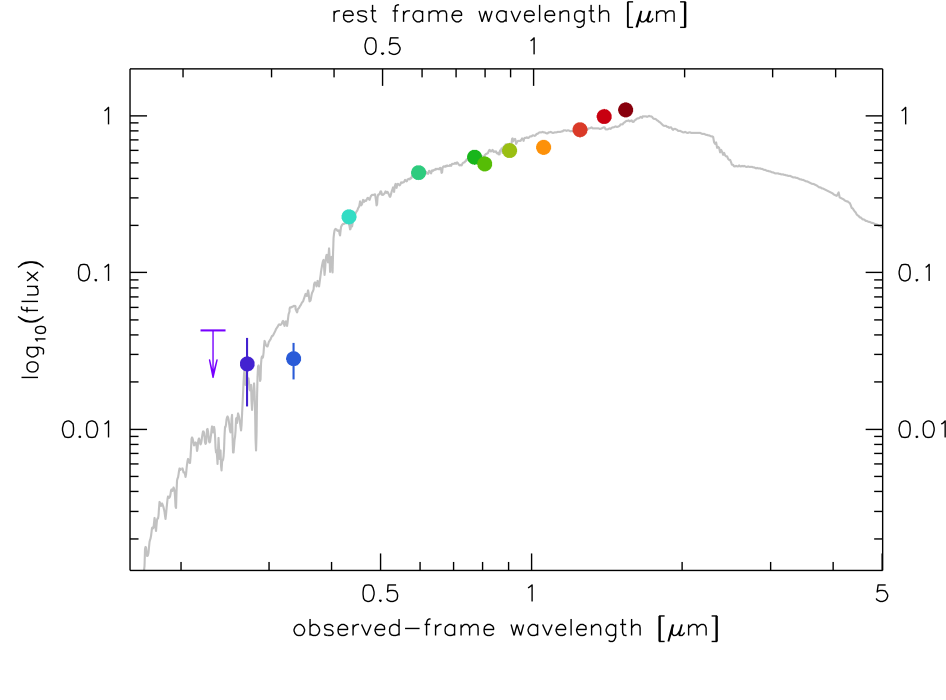 rest frame wavelength [μm]
0.5 1
1 1
0.1 0.1
log10(flux)
0.01 0.01
0.5 1 5
observed-frame wavelength [μm]